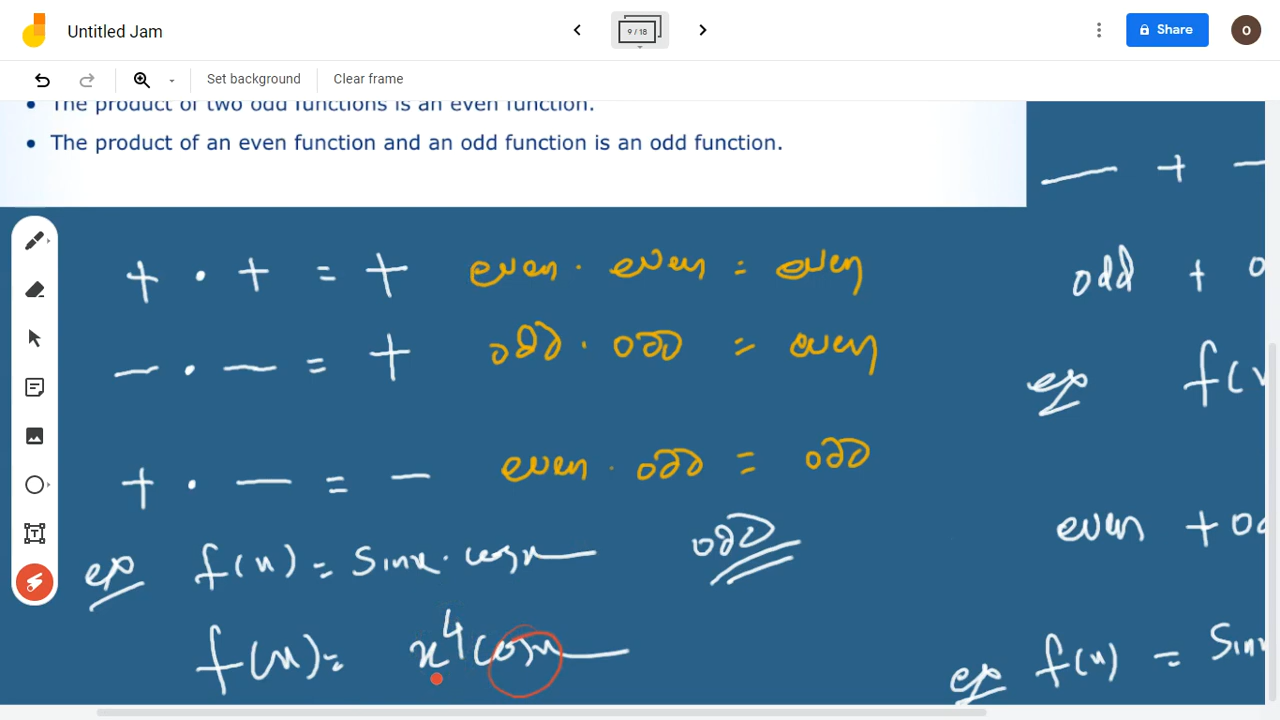 Untitled Jam
9 / 18
Share
O
Set background
Clear frame
• The product of two odd functions is an even function.
• The product of an even function and an odd function is an odd function.
+ · + = + even · even = even
— · — = + odd · odd = even
+ · — = — even · odd = odd
ex f(x) = Sinx · cosx odd
f(x) = x⁴ cosx
— + —
odd + o
ex f(x
even + od
ex f(x) = Sinx